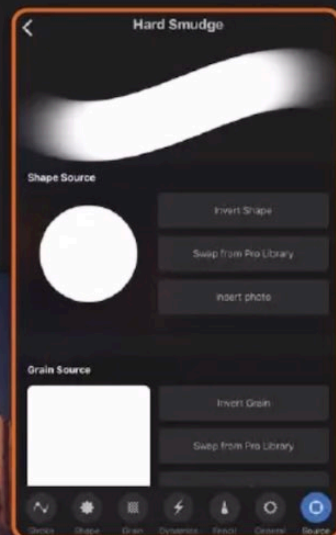 Hard Smudge
Shape Source
Invert Shape
Swap from Pro Library
Insert photo
Grain Source
Invert Grain
Swap from Pro Library
Stroke Shape Grain Dynamics Pencil General Source